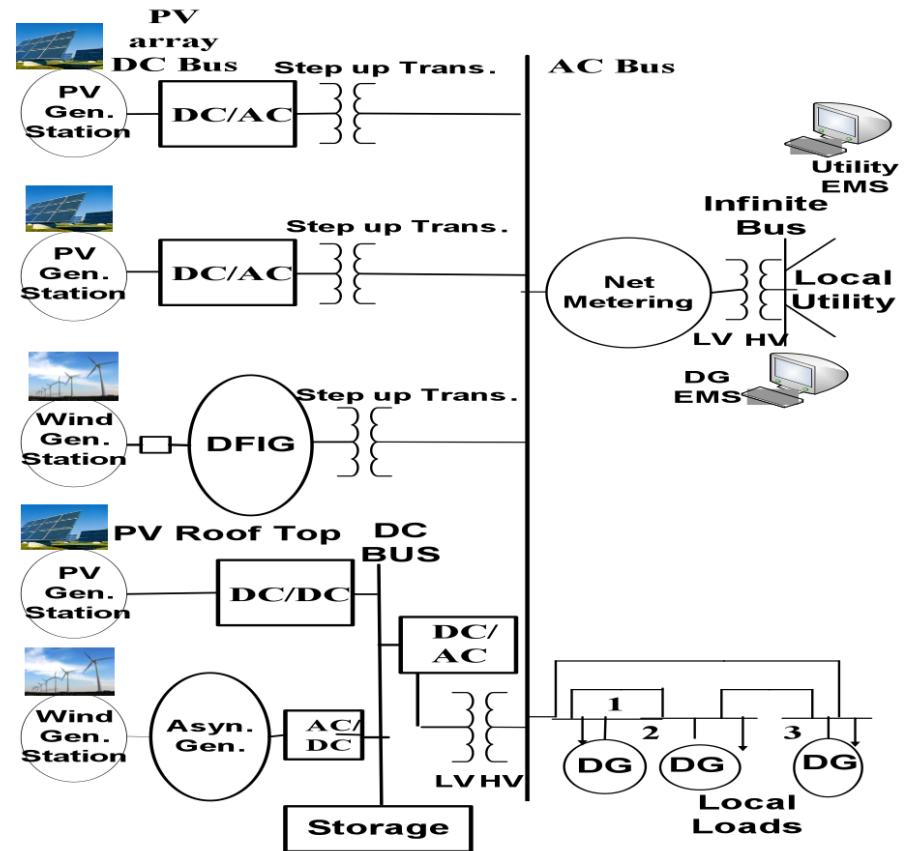 PV
array
DC Bus
Step up Trans.
AC Bus
PV
Gen.
Station
DC/AC
Utility
EMS
Step up Trans.
PV
Gen.
Station
DC/AC
Infinite
Bus
Net
Metering
Local
Utility
LV HV
DG
EMS
Step up Trans.
Wind
Gen.
Station
DFIG
PV Roof Top
DC
BUS
PV
Gen.
Station
DC/DC
DC/
AC
Wind
Gen.
Station
Asyn.
Gen.
AC/
DC
LV HV
Storage
1
2
3
DG
DG
DG
Local
Loads